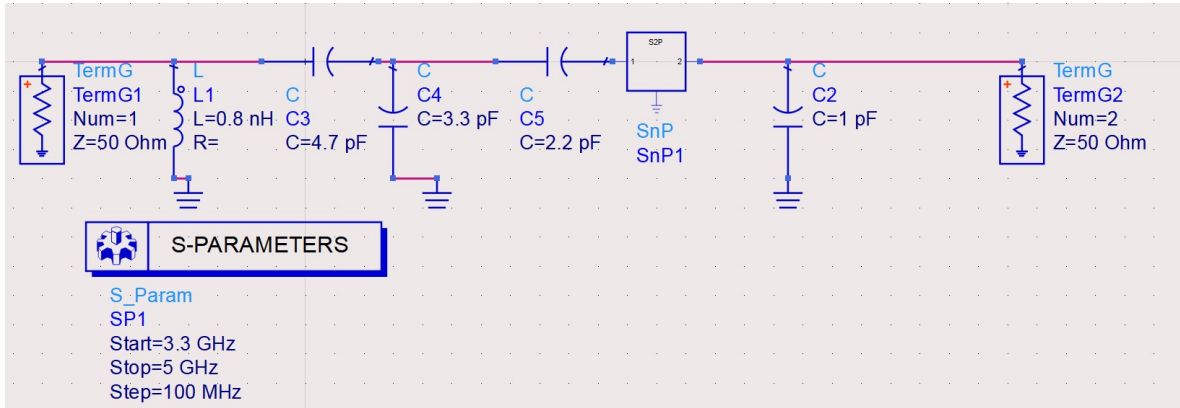 TermG
TermG1
Num=1
Z=50 Ohm
L
L1
L=0.8 nH
R=
C
C3
C=4.7 pF
C
C4
C=3.3 pF
C
C5
C=2.2 pF
S2P
1
2
SnP
SnP1
C
C2
C=1 pF
TermG
TermG2
Num=2
Z=50 Ohm
S-PARAMETERS
S_Param
SP1
Start=3.3 GHz
Stop=5 GHz
Step=100 MHz